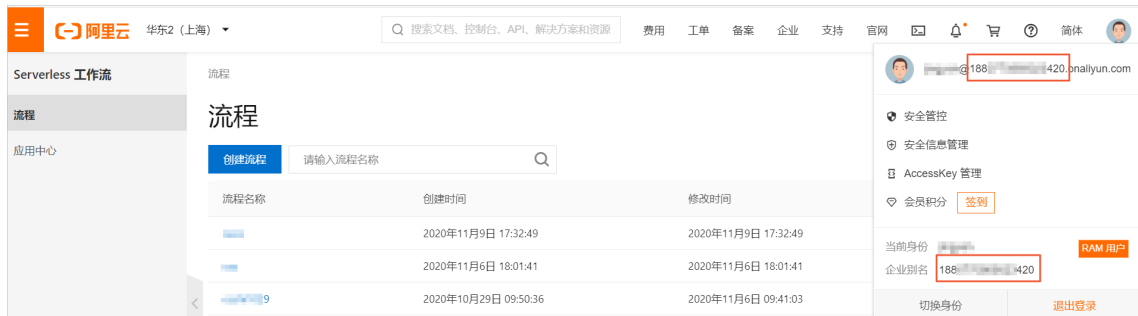 阿里云 华东2（上海） 搜索文档、控制台、API、解决方案和资源 费用 工单 备案 企业 支持 官网 简体
Serverless 工作流
流程
应用中心
流程
流程
创建流程 请输入流程名称
流程名称 创建时间 修改时间
2020年11月9日 17:32:49 2020年11月9日 17:32:49
2020年11月6日 18:01:41 2020年11月6日 18:01:41
9 2020年10月29日 09:50:36 2020年11月6日 09:41:03
@188 420.onaliyun.com
安全管控
安全信息管理
AccessKey 管理
会员积分 签到
当前身份 RAM 用户
企业别名 188 420
切换身份 退出登录